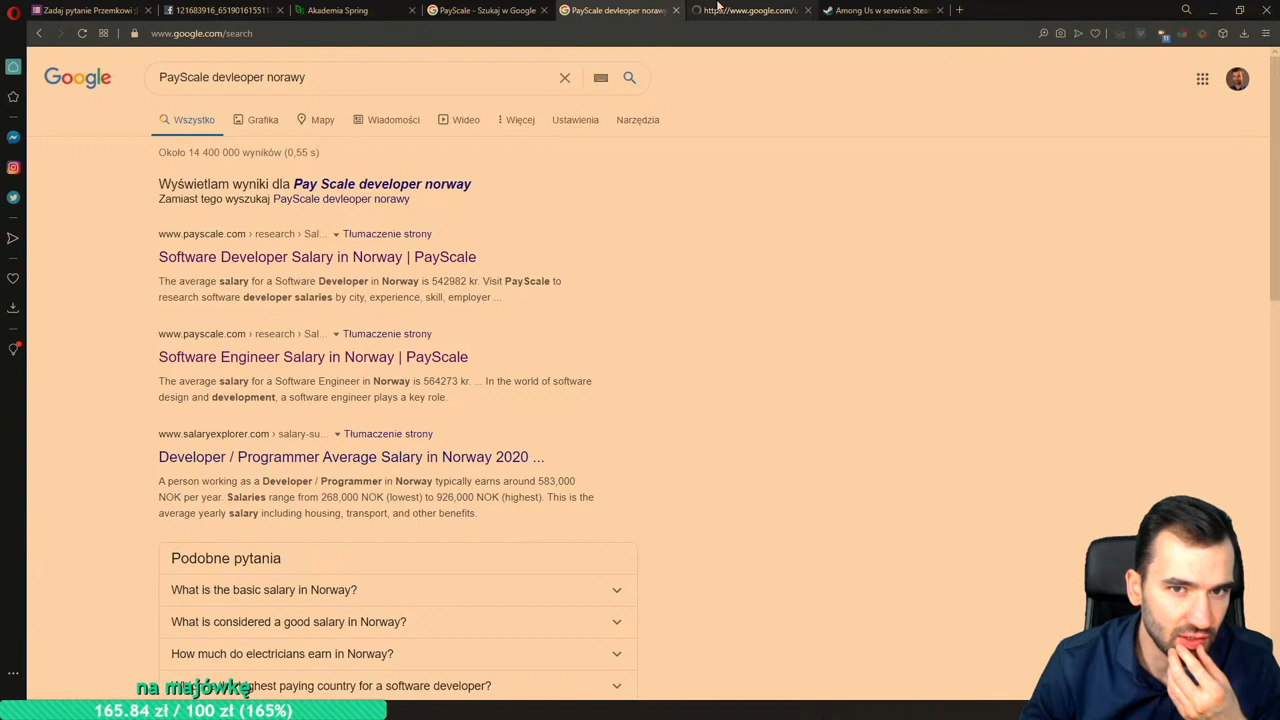 Zadaj pytanie Przemkowi
121683916_651901615511
Akademia Spring
PayScale - Szukaj w Google
PayScale devleoper norawy
https://www.google.com/u
Among Us w serwisie Stea
www.google.com/search
11
Google
PayScale devleoper norawy
Wszystko
Grafika
Mapy
Wiadomości
Wideo
Więcej
Ustawienia
Narzędzia
Około 14 400 000 wyników (0,55 s)
Wyświetlam wyniki dla Pay Scale developer norway
Zamiast tego wyszukaj PayScale devleoper norawy
www.payscale.com › research › Sal... Tłumaczenie strony
Software Developer Salary in Norway | PayScale
The average salary for a Software Developer in Norway is 542982 kr. Visit PayScale to
research software developer salaries by city, experience, skill, employer ...
www.payscale.com › research › Sal... Tłumaczenie strony
Software Engineer Salary in Norway | PayScale
The average salary for a Software Engineer in Norway is 564273 kr. ... In the world of software
design and development, a software engineer plays a key role.
www.salaryexplorer.com › salary-su... Tłumaczenie strony
Developer / Programmer Average Salary in Norway 2020 ...
A person working as a Developer / Programmer in Norway typically earns around 583,000
NOK per year. Salaries range from 268,000 NOK (lowest) to 926,000 NOK (highest). This is the
average yearly salary including housing, transport, and other benefits.
Podobne pytania
What is the basic salary in Norway?
What is considered a good salary in Norway?
How much do electricians earn in Norway?
highest paying country for a software developer?
na majówkę
165.84 zł / 100 zł (165%)